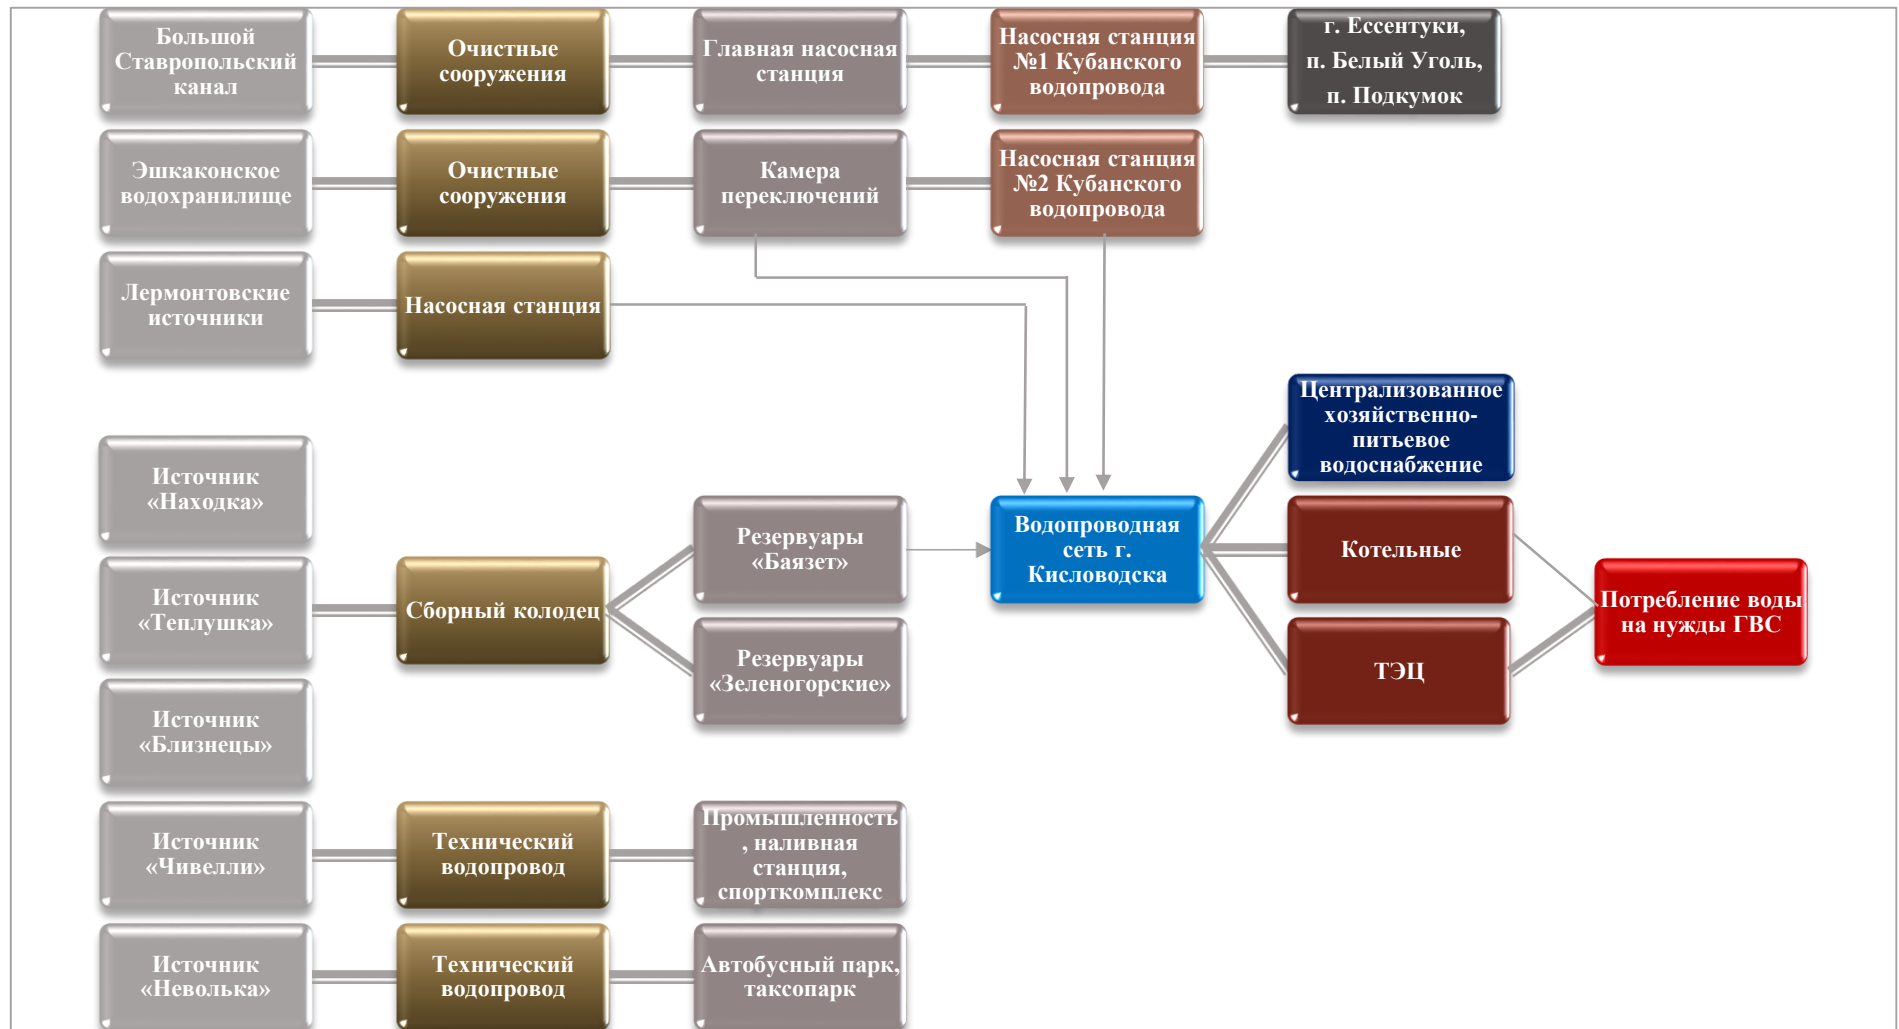 Большой
Ставропольский
канал
Очистные
сооружения
Главная насосная
станция
Насосная станция
№1 Кубанского
водопровода
г. Ессентуки,
п. Белый Уголь,
п. Подкумок
Эшкаконское
водохранилище
Очистные
сооружения
Камера
переключений
Насосная станция
№2 Кубанского
водопровода
Лермонтовские
источники
Насосная станция
Централизованное
хозяйственно-
питьевое
водоснабжение
Источник
«Находка»
Резервуары
«Баязет»
Водопроводная
сеть г.
Кисловодска
Котельные
Источник
«Теплушка»
Сборный колодец
Потребление воды
на нужды ГВС
Резервуары
«Зеленогорские»
ТЭЦ
Источник
«Близнецы»
Источник
«Чивелли»
Технический
водопровод
Промышленность
, наливная
станция,
спорткомплекс
Источник
«Неволька»
Технический
водопровод
Автобусный парк,
таксопарк